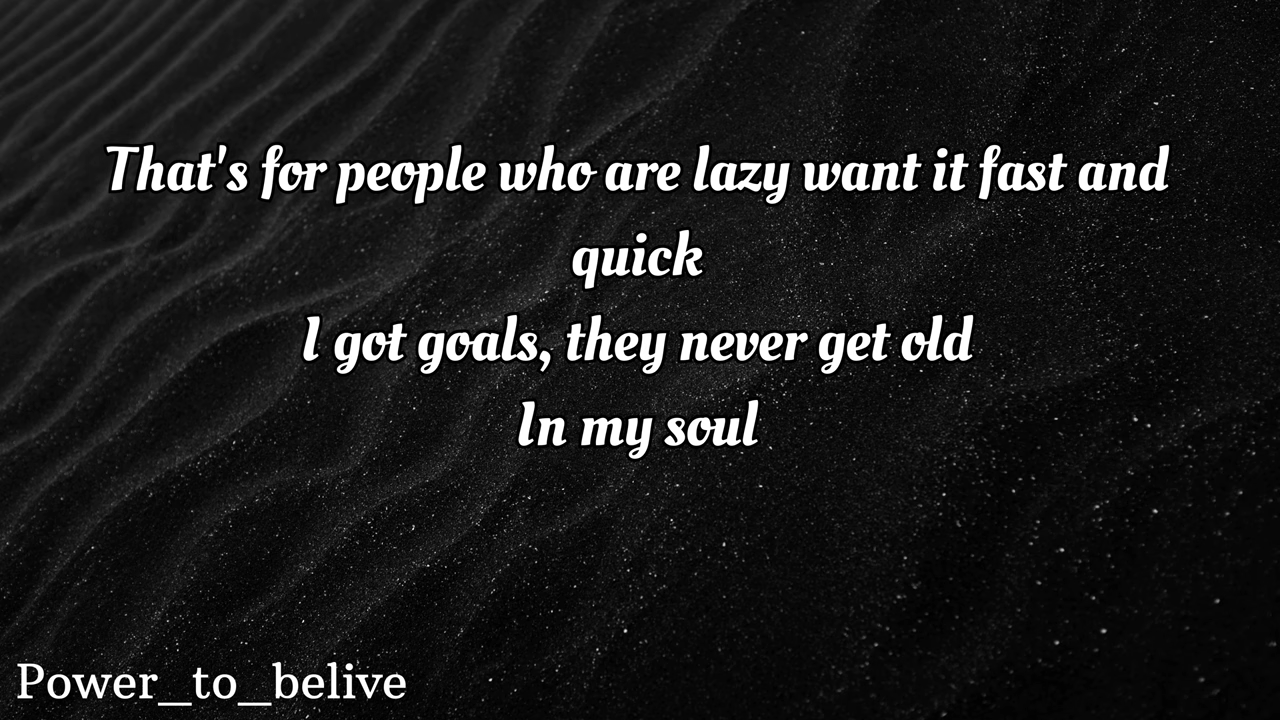 That's for people who are lazy want it fast and
quick
I got goals, they never get old
In my soul
Power_to_belive